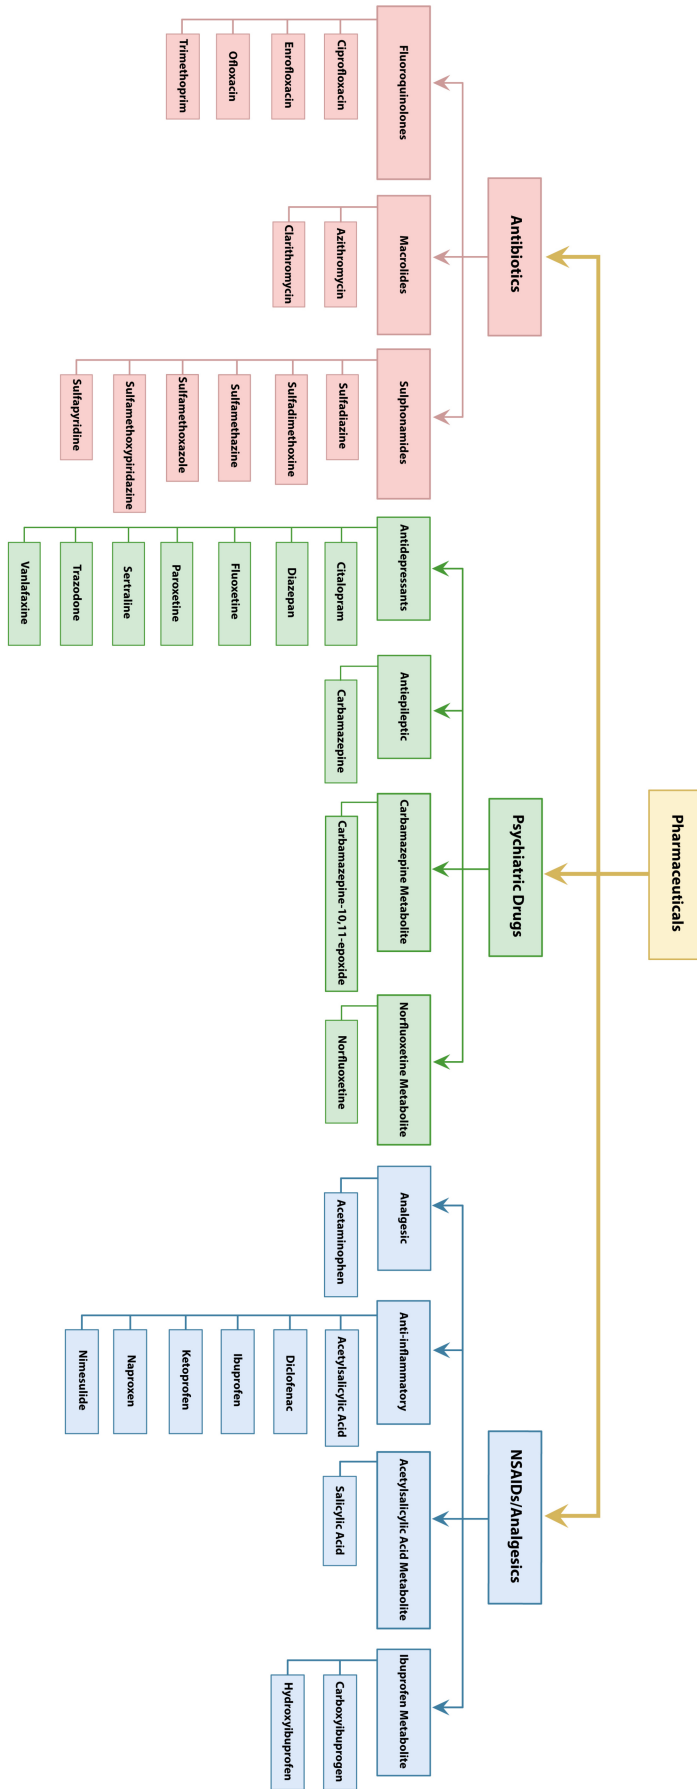 Pharmaceuticals
Antibiotics
Fluoroquinolones
Ciprofloxacin
Enrofloxacin
Ofloxacin
Trimethoprim
Macrolides
Azithromycin
Clarithromycin
Sulphonamides
Sulfadiazine
Sulfadimethoxine
Sulfamethazine
Sulfamethoxazole
Sulfamethoxypiridazine
Sulfapyridine
Psychiatric Drugs
Antidepressants
Citalopram
Diazepan
Fluoxetine
Paroxetine
Sertraline
Trazodone
Vanlafaxine
Antiepileptic
Carbamazepine
Carbamazepine Metabolite
Carbamazepine-10,11-epoxide
Norfluoxetine Metabolite
Norfluoxetine
NSAIDs/Analgesics
Analgesic
Acetaminophen
Anti-inflammatory
Acetylsalicylic Acid
Diclofenac
Ibuprofen
Ketoprofen
Naproxen
Nimesulide
Acetylsalicylic Acid Metabolite
Salicylic Acid
Ibuprofen Metabolite
Carboxyibuprogen
Hydroxyibuprofen